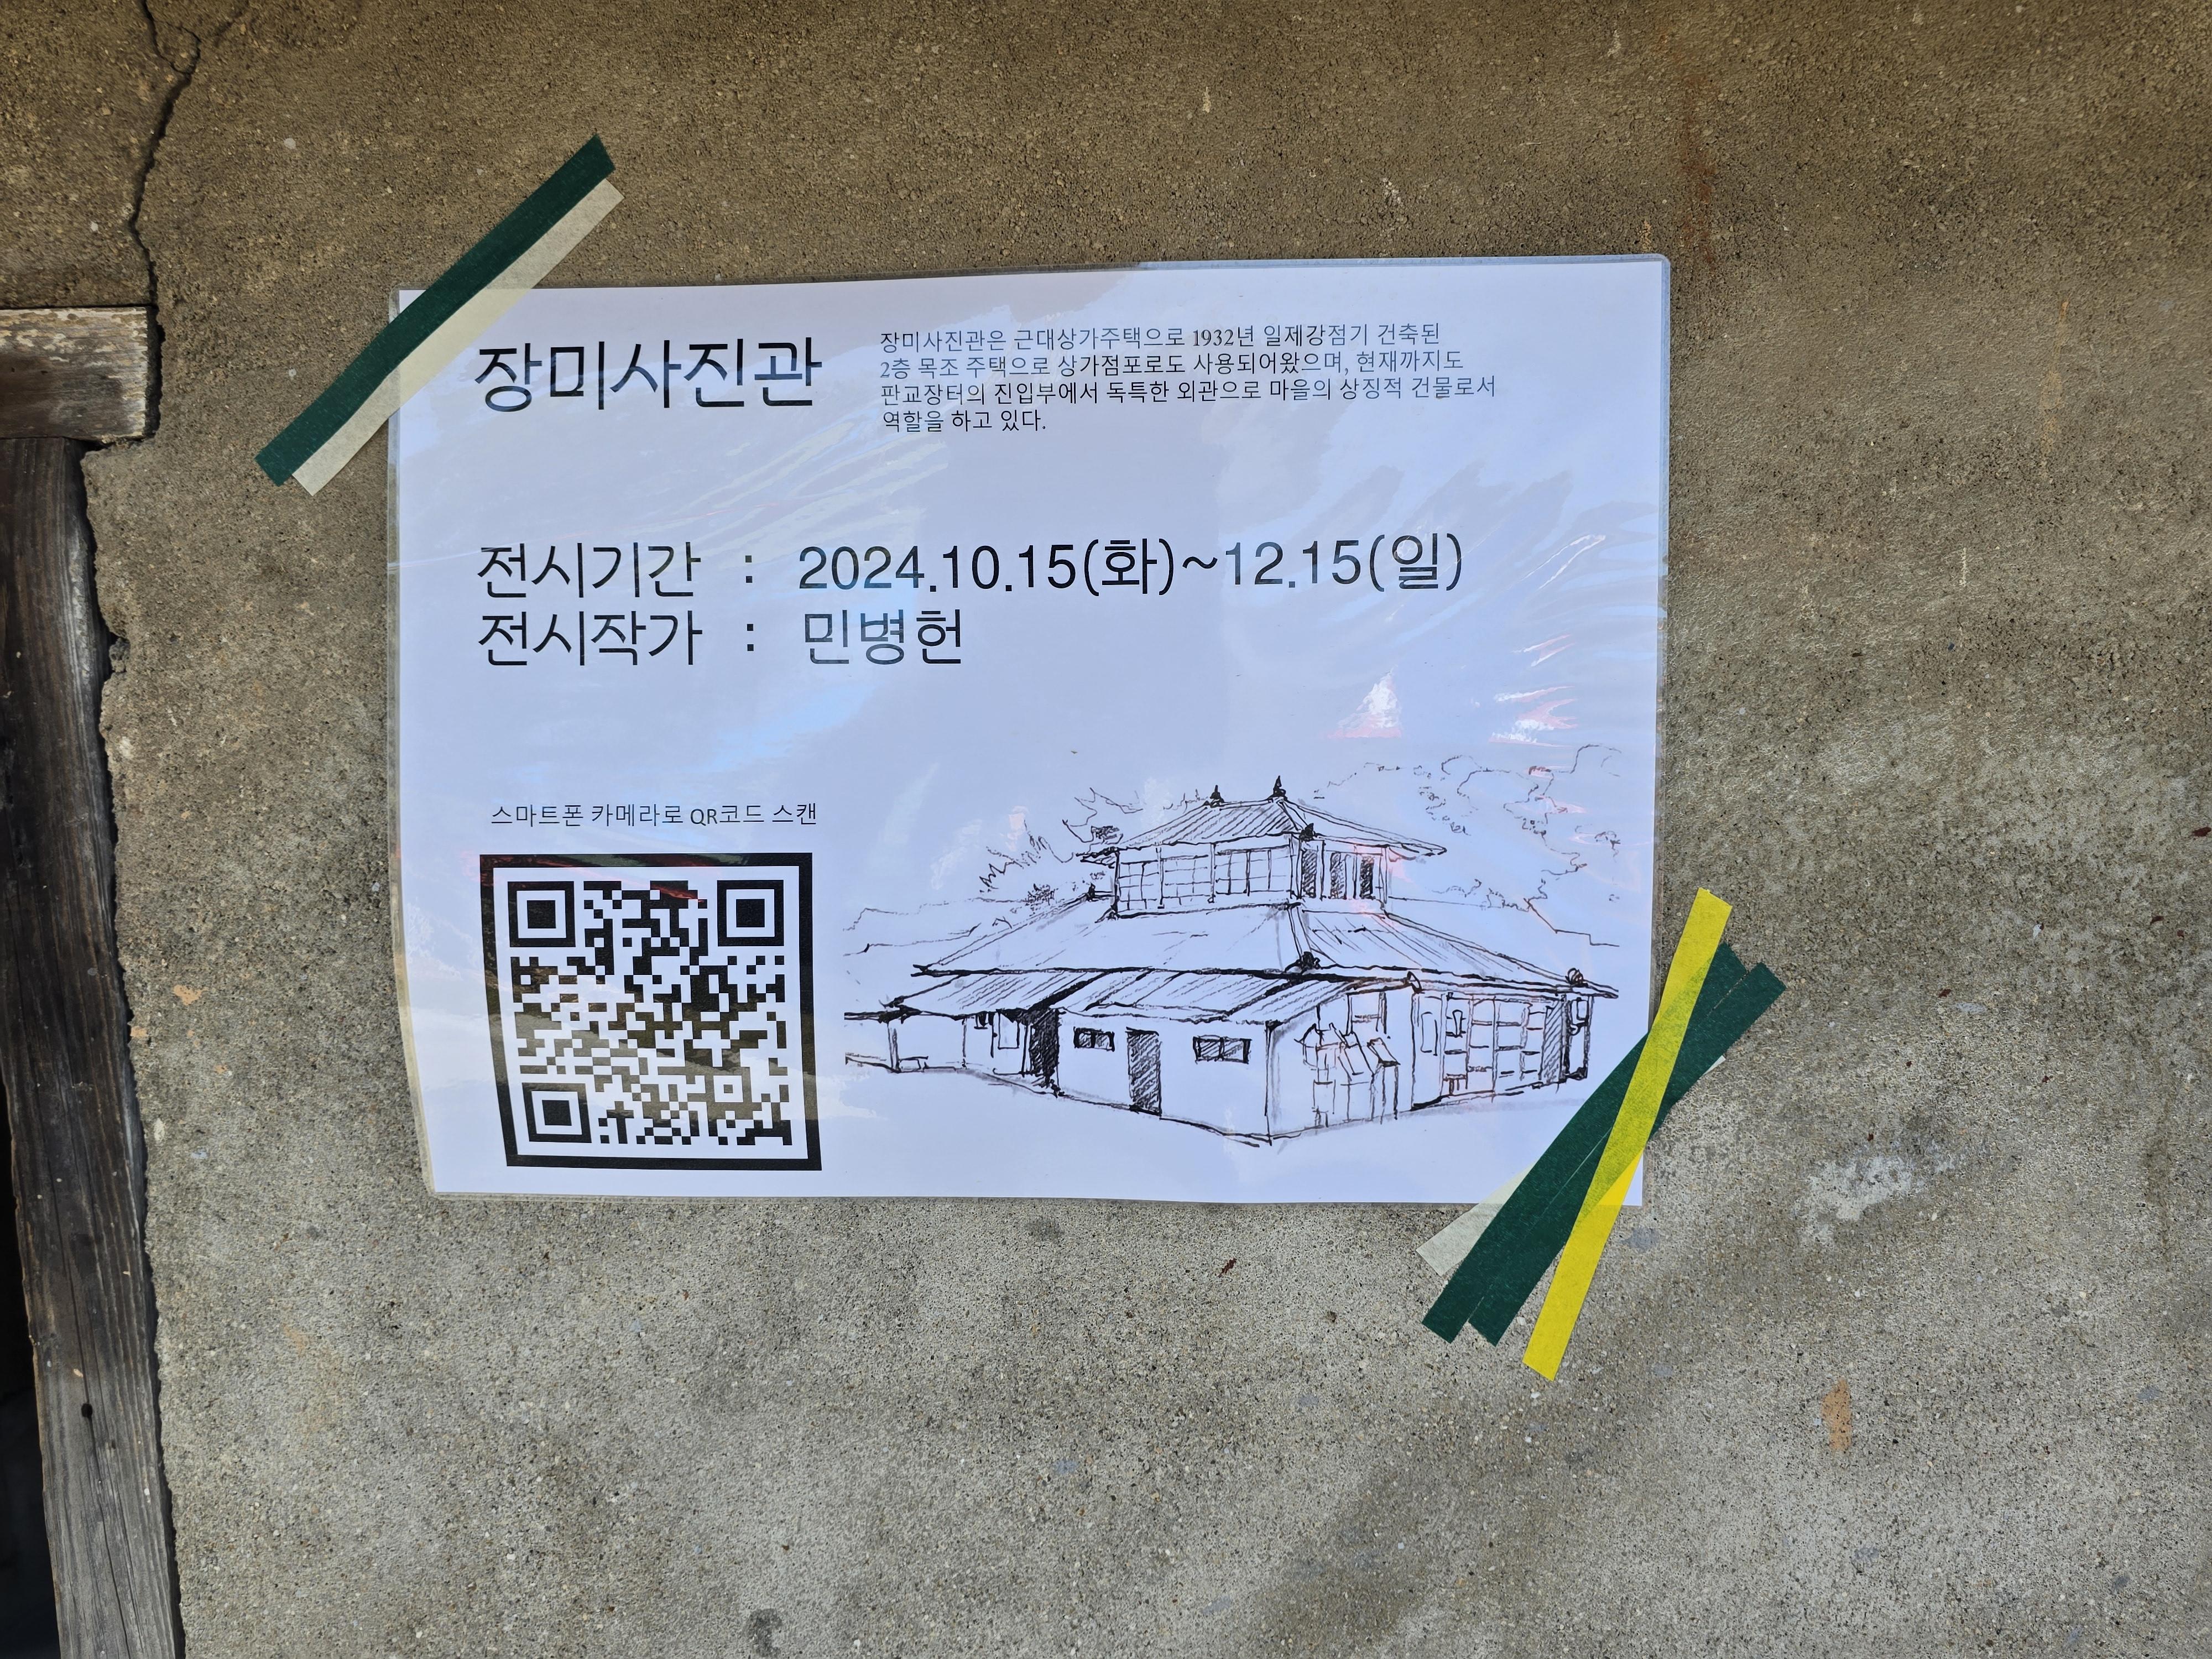 장미사진관
장미사진관은 근대상가주택으로 1932년 일제강점기 건축된
2층 목조 주택으로 상가점포로도 사용되어왔으며, 현재까지도
판교장터의 진입부에서 독특한 외관으로 마을의 상징적 건물로서
역할을 하고 있다.
전시기간 : 2024.10.15(화)~12.15(일)
전시작가 : 민병헌
스마트폰 카메라로 QR코드 스캔